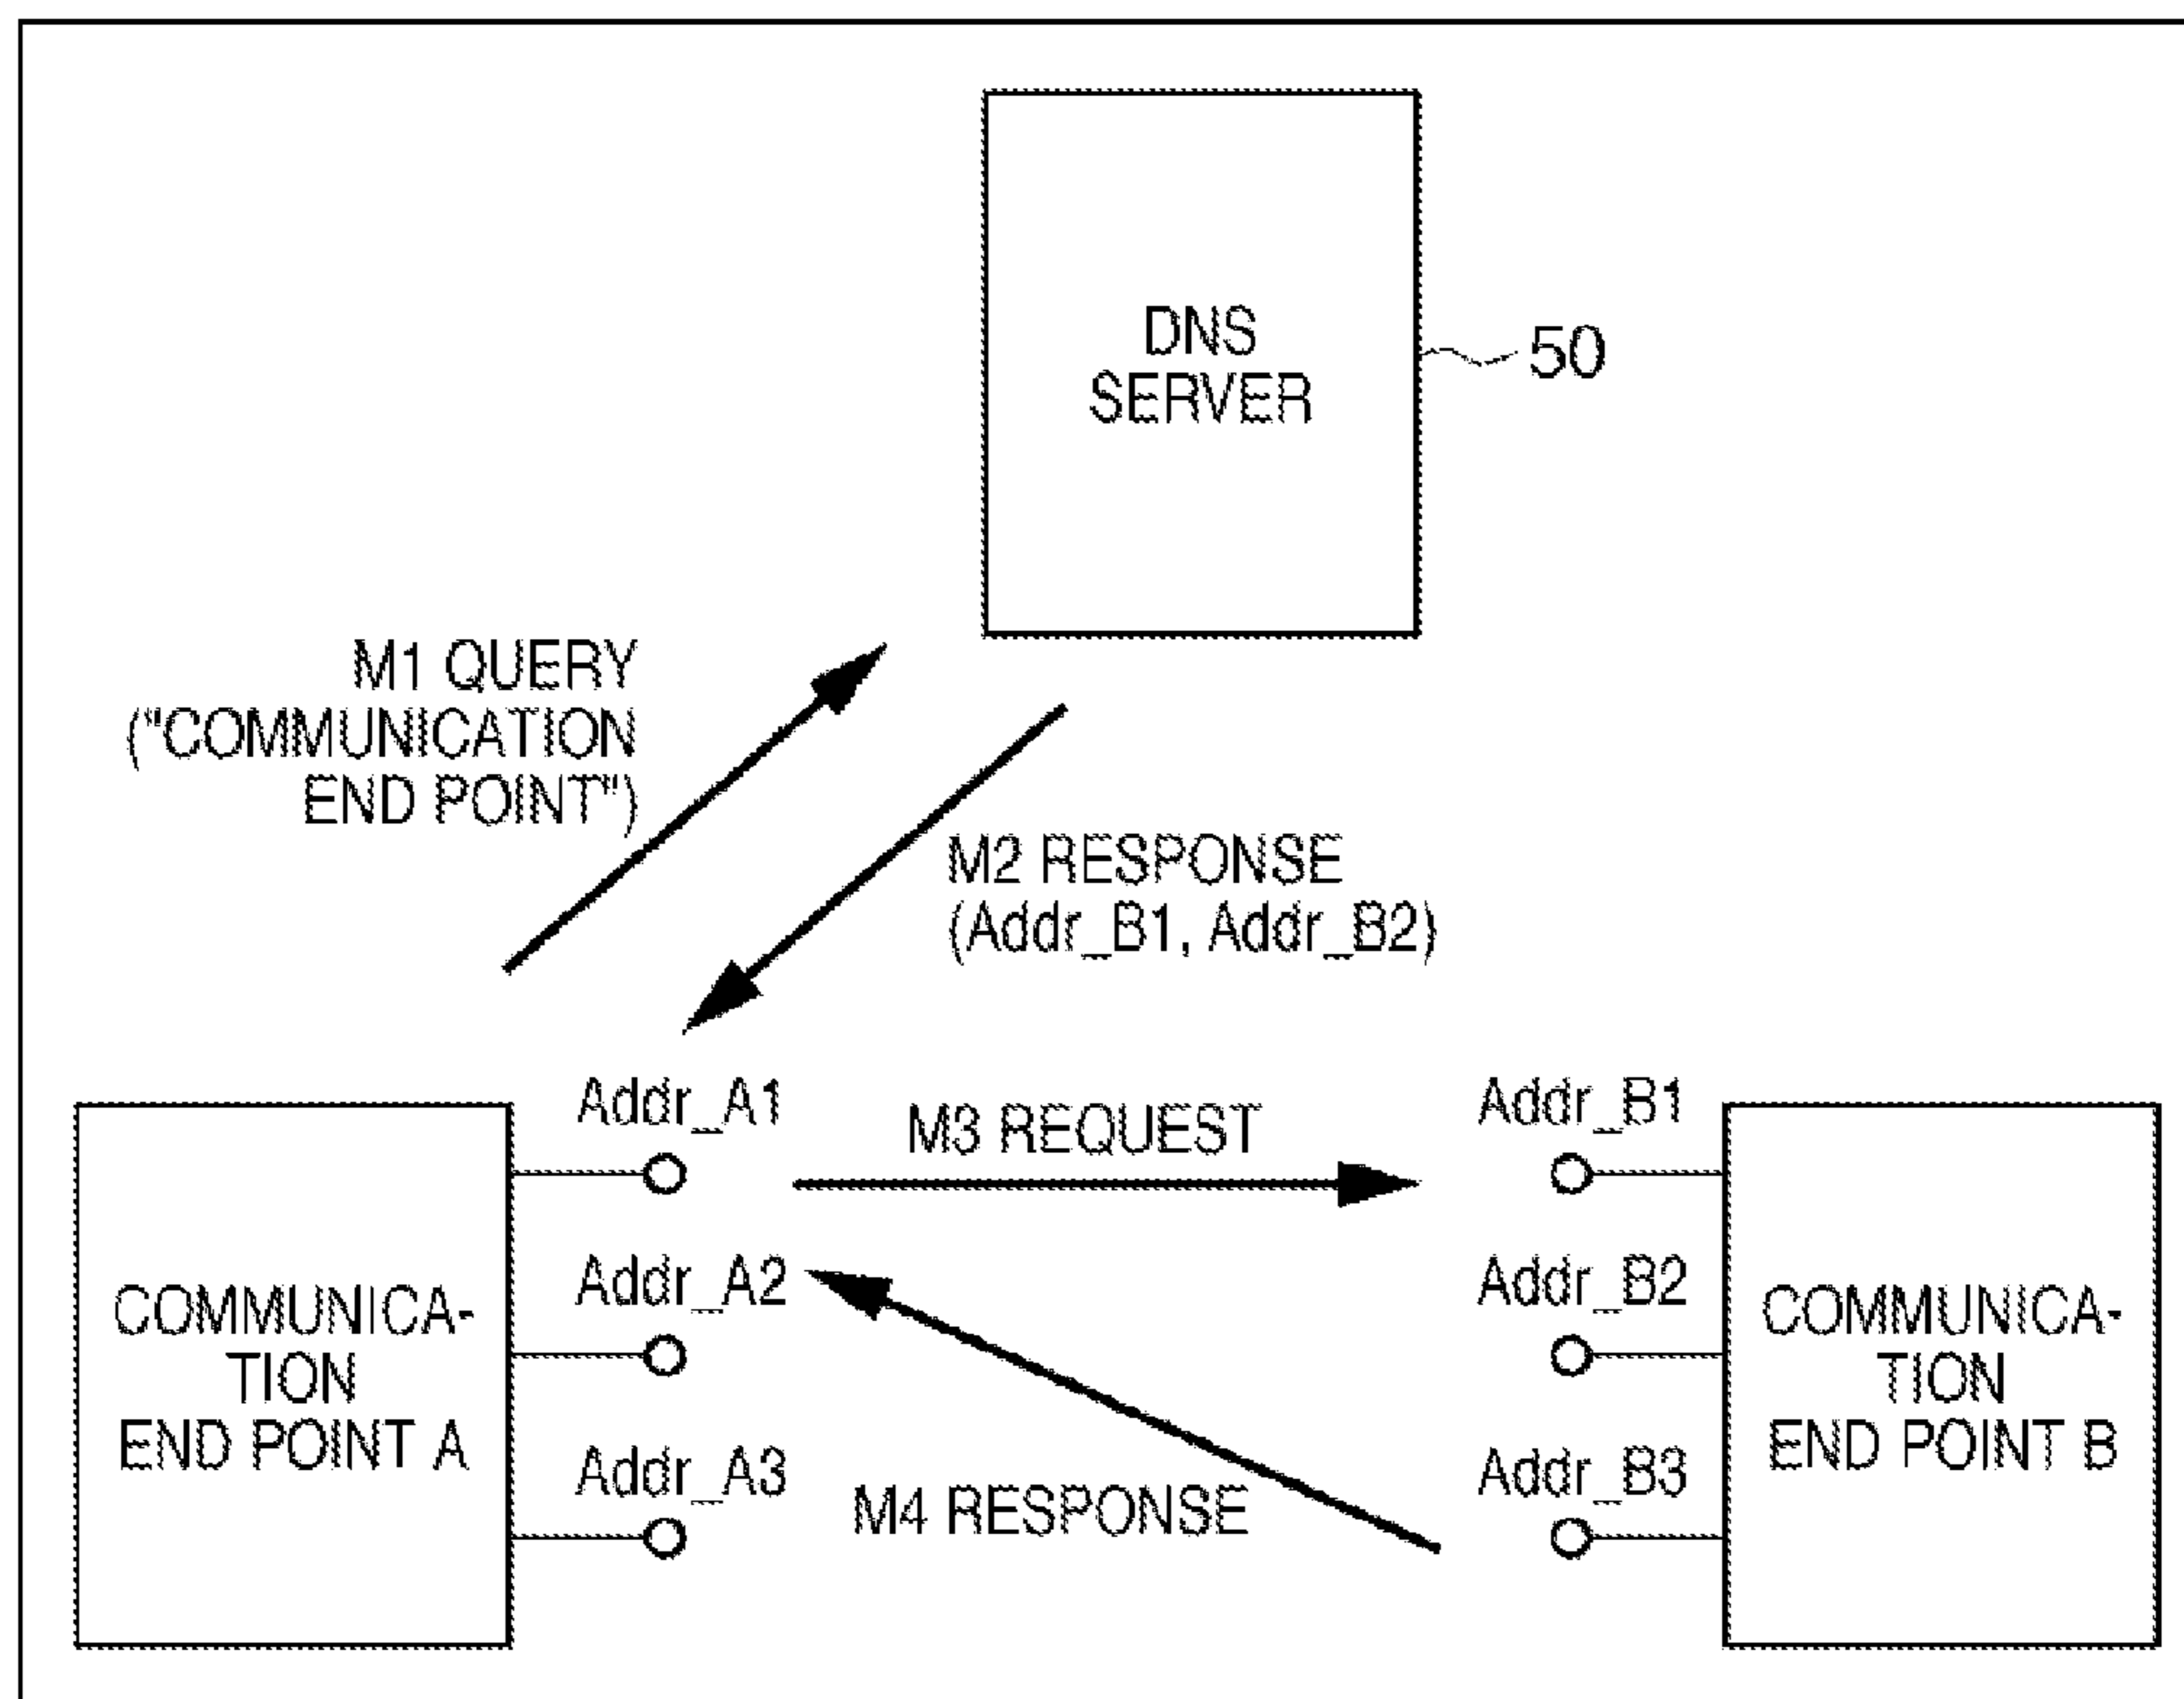 DNS
SERVER
50
M1 QUERY
("COMMUNICATION
END POINT")
M2 RESPONSE
(Addr_B1, Addr_B2)
Addr_A1
M3 REQUEST
Addr_B1
Addr_A2
Addr_B2
COMMUNICA-
TION
END POINT A
COMMUNICA-
TION
END POINT B
Addr_A3
M4 RESPONSE
Addr_B3